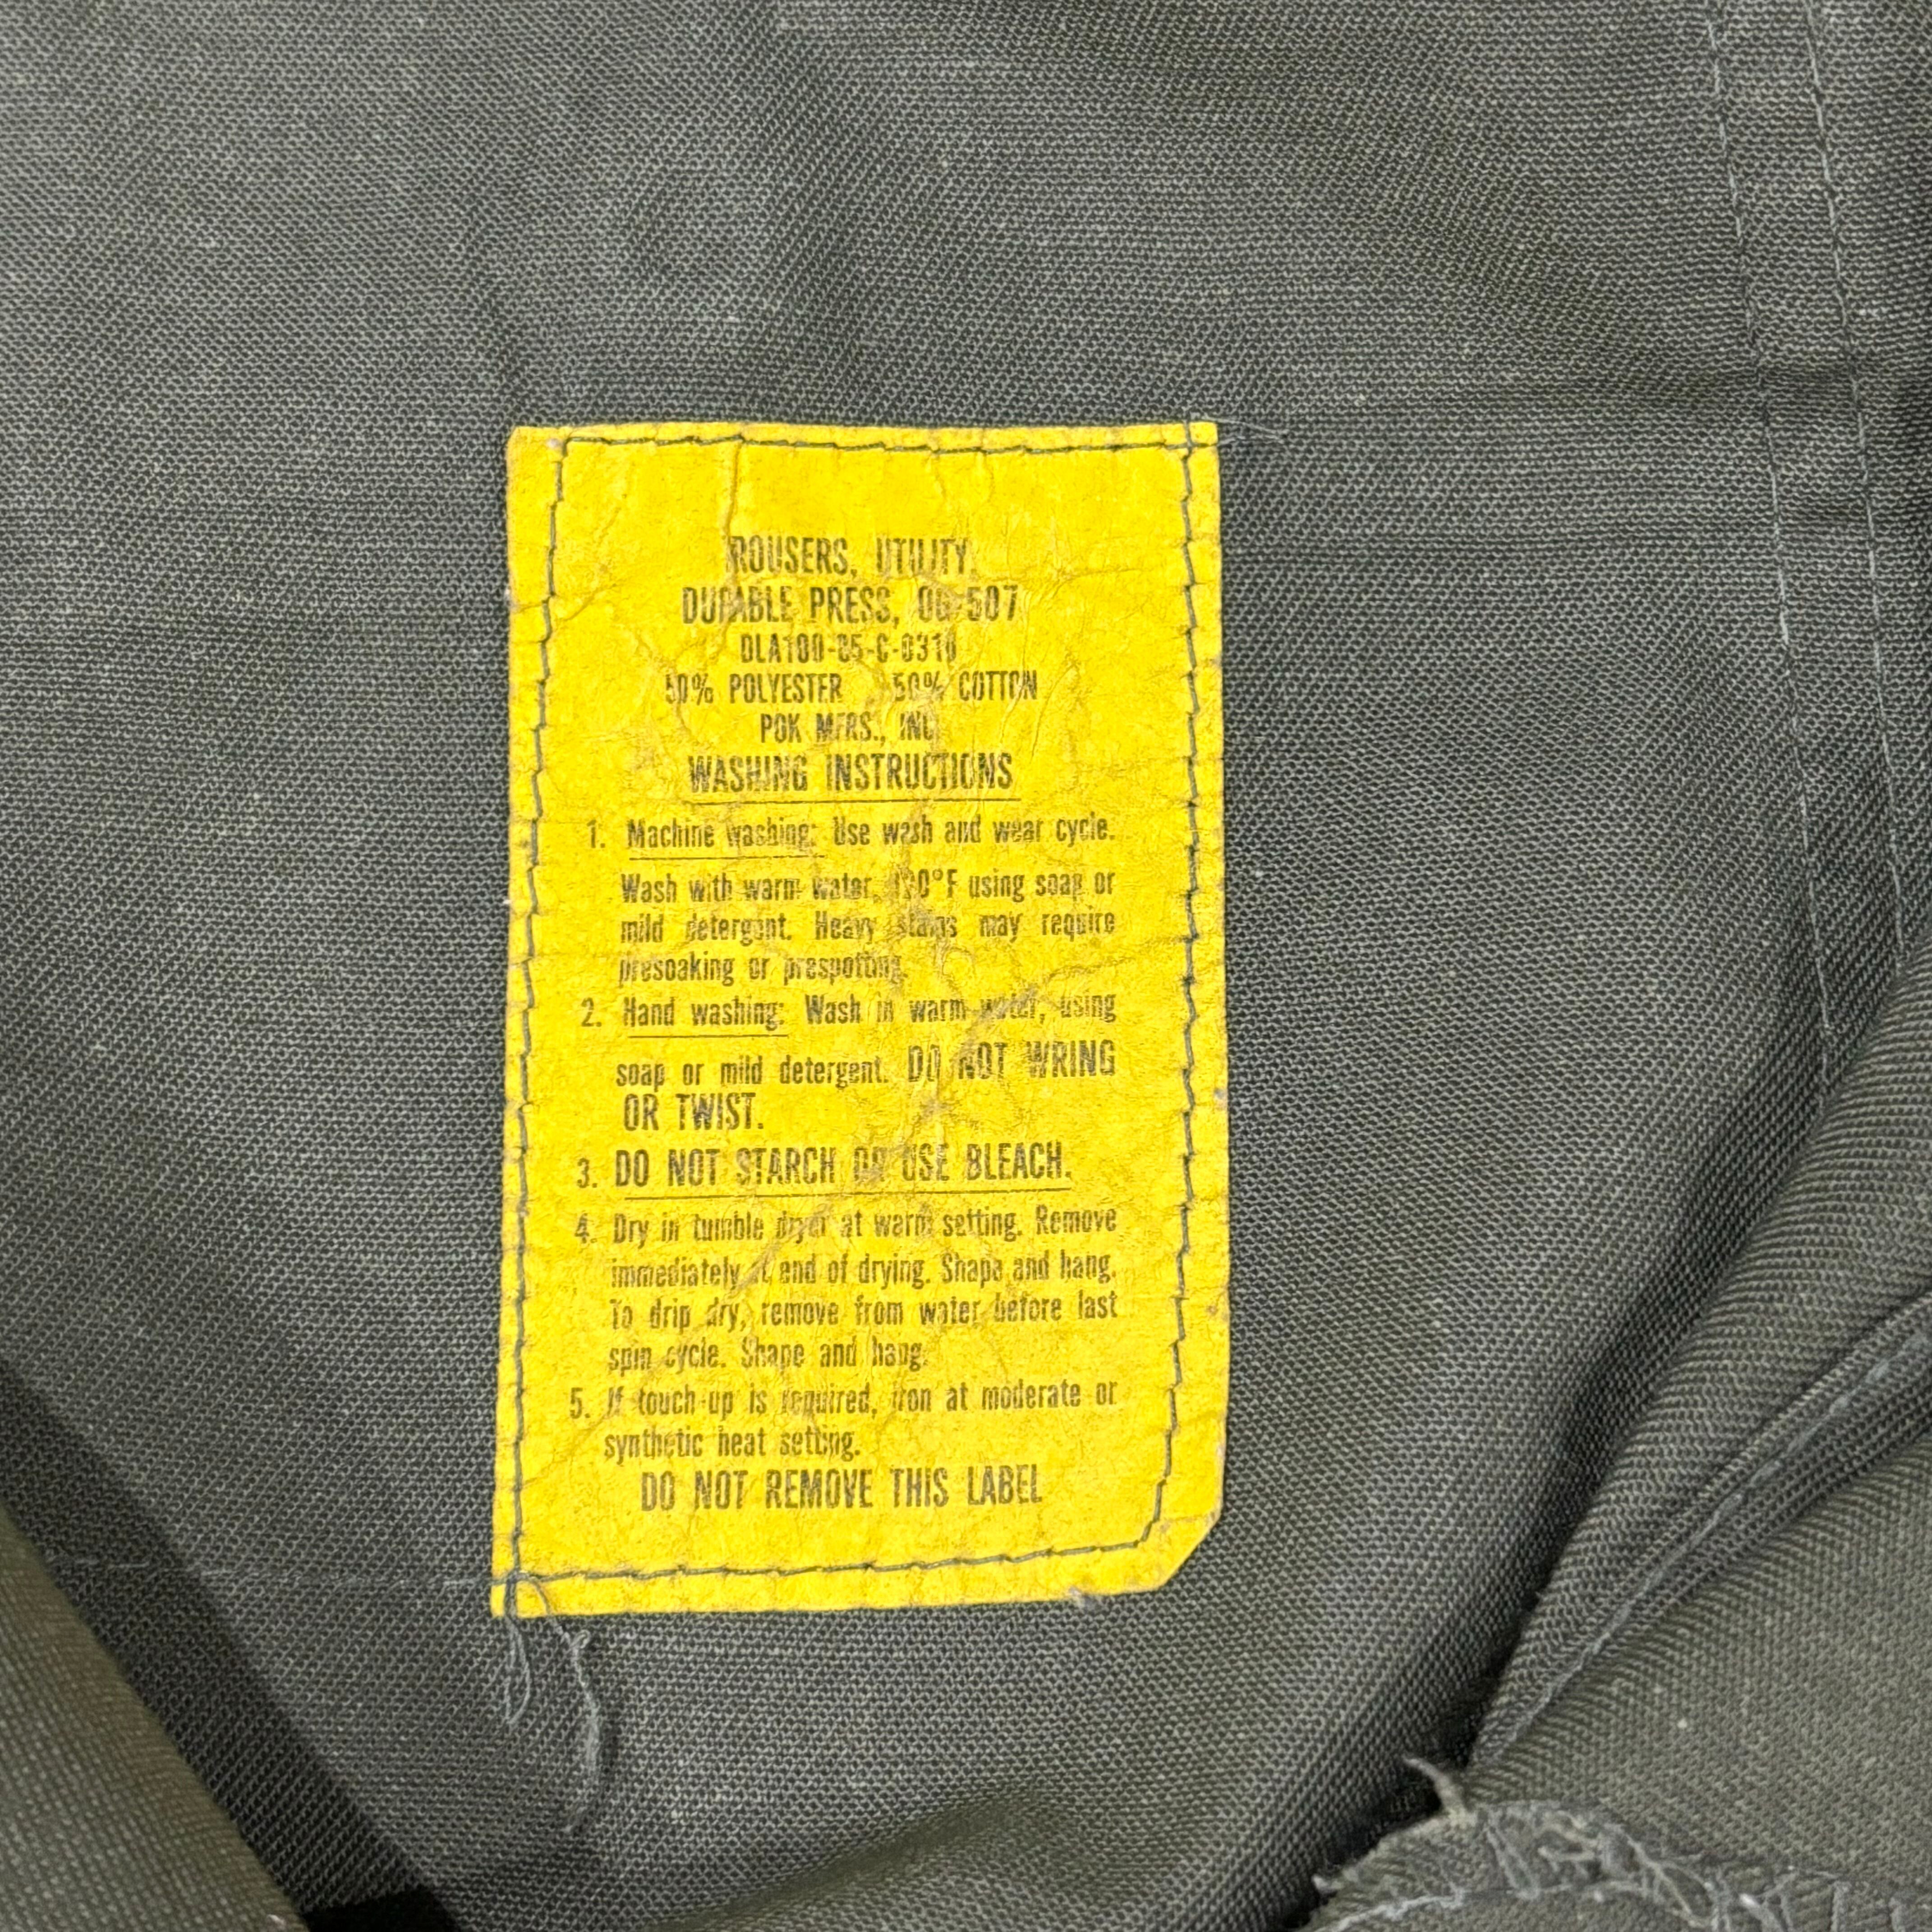 TROUSERS, UTILITY,
DURABLE PRESS, OG-507
DLA100-85-C-0310
50% POLYESTER 50% COTTON
POK MFRS., INC.
WASHING INSTRUCTIONS
1. Machine washing: Use wash and wear cycle.
Wash with warm water, 120°F using soap or
mild detergent. Heavy stains may require
presoaking or prespotting.
2. Hand washing: Wash in warm water, using
soap or mild detergent. DO NOT WRING
OR TWIST.
3. DO NOT STARCH OR USE BLEACH.
4. Dry in tumble dryer at warm setting. Remove
immediately at end of drying. Shape and hang.
To drip dry, remove from water before last
spin cycle. Shape and hang.
5. If touch-up is required, iron at moderate or
synthetic heat setting.
DO NOT REMOVE THIS LABEL